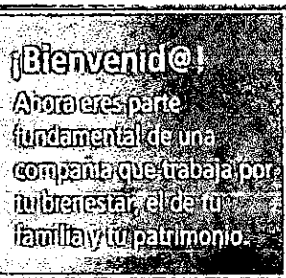 ¡Bienvenid@!
Ahora eres parte
fundamental de una
compañía que trabaja por
tu bienestar, el de tu
familia y tu patrimonio.